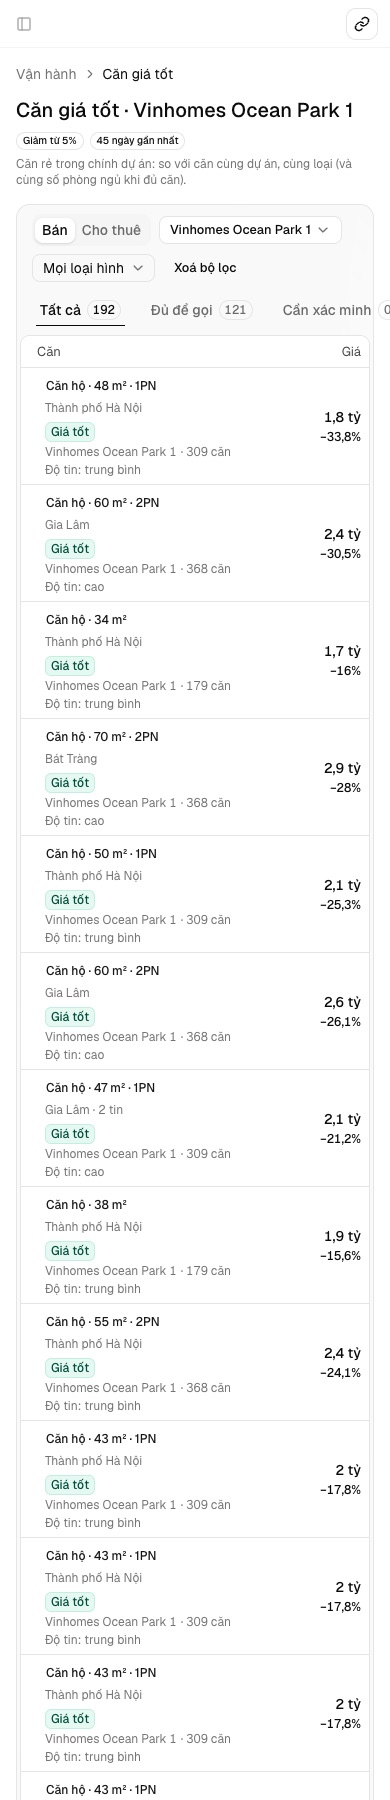 Vận hành > Căn giá tốt
Căn giá tốt · Vinhomes Ocean Park 1
Giảm từ 5% 45 ngày gần nhất
Căn rẻ trong chính dự án: so với căn cùng dự án, cùng loại (và
cùng số phòng ngủ khi đủ căn).
Bán Cho thuê Vinhomes Ocean Park 1
Mọi loại hình Xoá bộ lọc
Tất cả 192 Đủ để gọi 121 Cần xác minh
Căn Giá
Căn hộ · 48 m² · 1PN
Thành phố Hà Nội
Giá tốt
Vinhomes Ocean Park 1 · 309 căn
Độ tin: trung bình
1,8 tỷ
−33,8%
Căn hộ · 60 m² · 2PN
Gia Lâm
Giá tốt
Vinhomes Ocean Park 1 · 368 căn
Độ tin: cao
2,4 tỷ
−30,5%
Căn hộ · 34 m²
Thành phố Hà Nội
Giá tốt
Vinhomes Ocean Park 1 · 179 căn
Độ tin: trung bình
1,7 tỷ
−16%
Căn hộ · 70 m² · 2PN
Bát Tràng
Giá tốt
Vinhomes Ocean Park 1 · 368 căn
Độ tin: cao
2,9 tỷ
−28%
Căn hộ · 50 m² · 1PN
Thành phố Hà Nội
Giá tốt
Vinhomes Ocean Park 1 · 309 căn
Độ tin: trung bình
2,1 tỷ
−25,3%
Căn hộ · 60 m² · 2PN
Gia Lâm
Giá tốt
Vinhomes Ocean Park 1 · 368 căn
Độ tin: cao
2,6 tỷ
−26,1%
Căn hộ · 47 m² · 1PN
Gia Lâm · 2 tin
Giá tốt
Vinhomes Ocean Park 1 · 309 căn
Độ tin: cao
2,1 tỷ
−21,2%
Căn hộ · 38 m²
Thành phố Hà Nội
Giá tốt
Vinhomes Ocean Park 1 · 179 căn
Độ tin: trung bình
1,9 tỷ
−15,6%
Căn hộ · 55 m² · 2PN
Thành phố Hà Nội
Giá tốt
Vinhomes Ocean Park 1 · 368 căn
Độ tin: trung bình
2,4 tỷ
−24,1%
Căn hộ · 43 m² · 1PN
Thành phố Hà Nội
Giá tốt
Vinhomes Ocean Park 1 · 309 căn
Độ tin: trung bình
2 tỷ
−17,8%
Căn hộ · 43 m² · 1PN
Thành phố Hà Nội
Giá tốt
Vinhomes Ocean Park 1 · 309 căn
Độ tin: trung bình
2 tỷ
−17,8%
Căn hộ · 43 m² · 1PN
Thành phố Hà Nội
Giá tốt
Vinhomes Ocean Park 1 · 309 căn
Độ tin: trung bình
2 tỷ
−17,8%
Căn hộ · 43 m² · 1PN